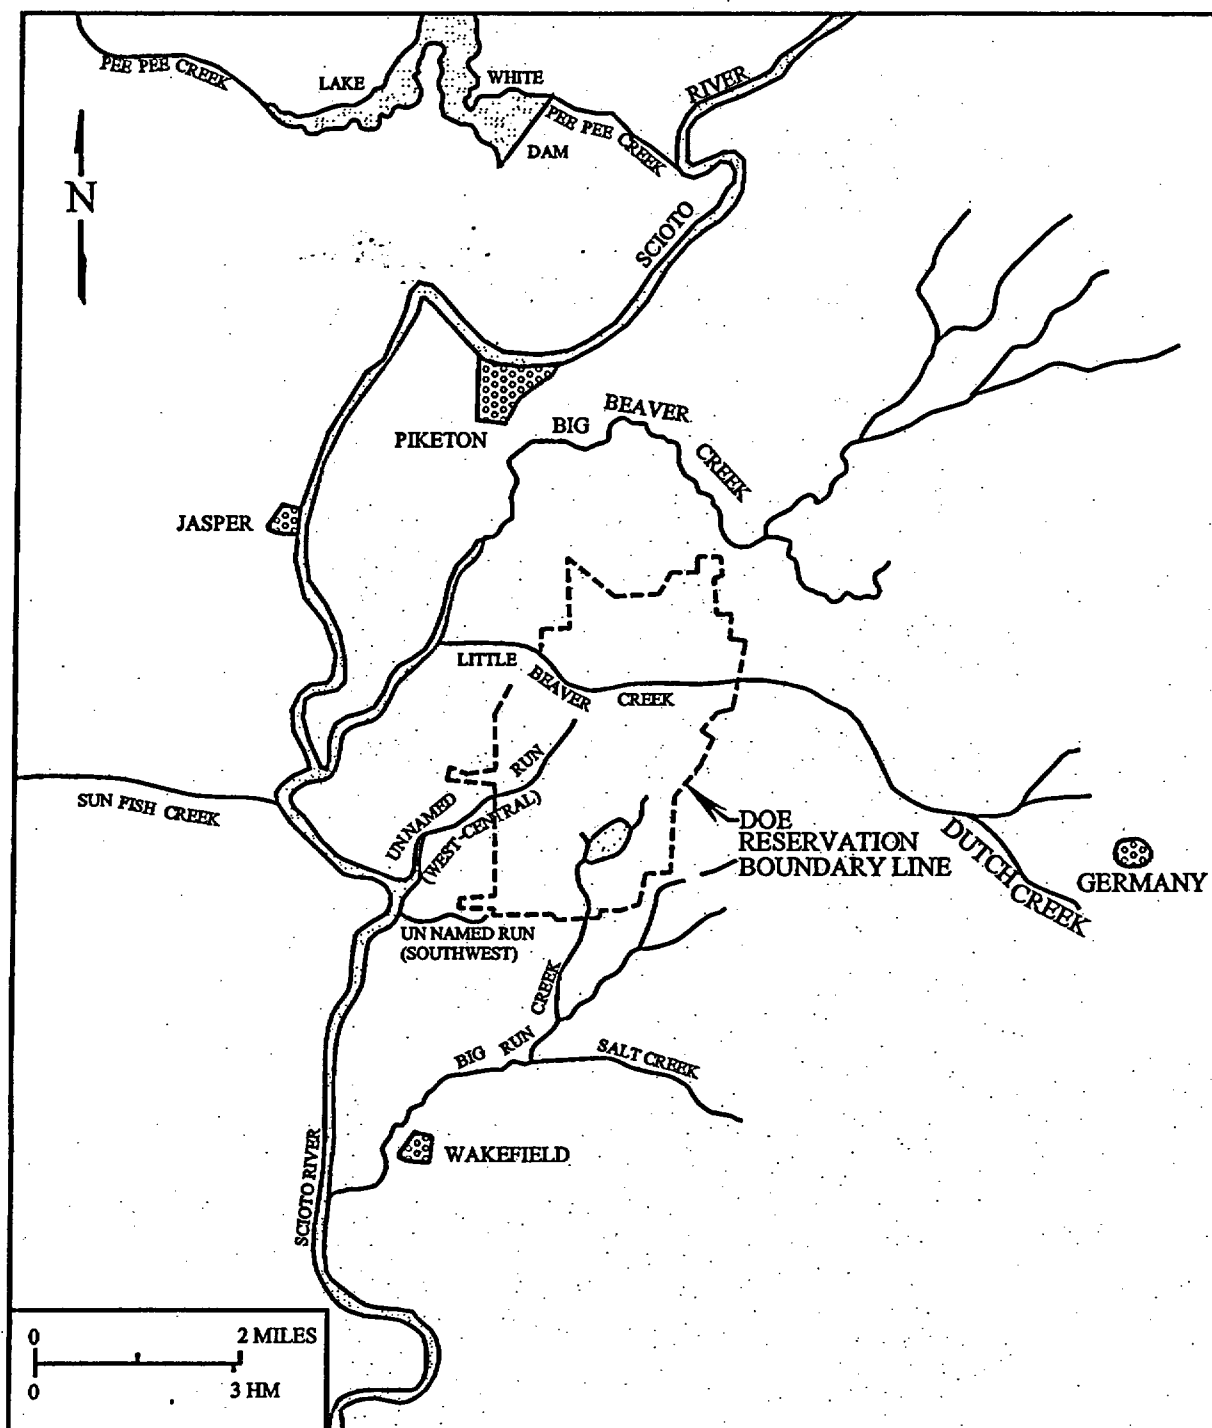 PEE PEE CREEK
LAKE
WHITE
RIVER
PEE PEE CREEK
DAM
N
SCIOTO
BIG
BEAVER
CREEK
PIKETON
JASPER
LITTLE
BEAVER
CREEK
RUN
UN NAMED
(WEST-CENTRAL)
SUN FISH CREEK
DOE
RESERVATION
BOUNDARY LINE
DUTCH CREEK
GERMANY
UN NAMED RUN
(SOUTHWEST)
BIG RUN CREEK
SALT CREEK
WAKEFIELD
SCIOTO RIVER
0 2 MILES
0 3 HM